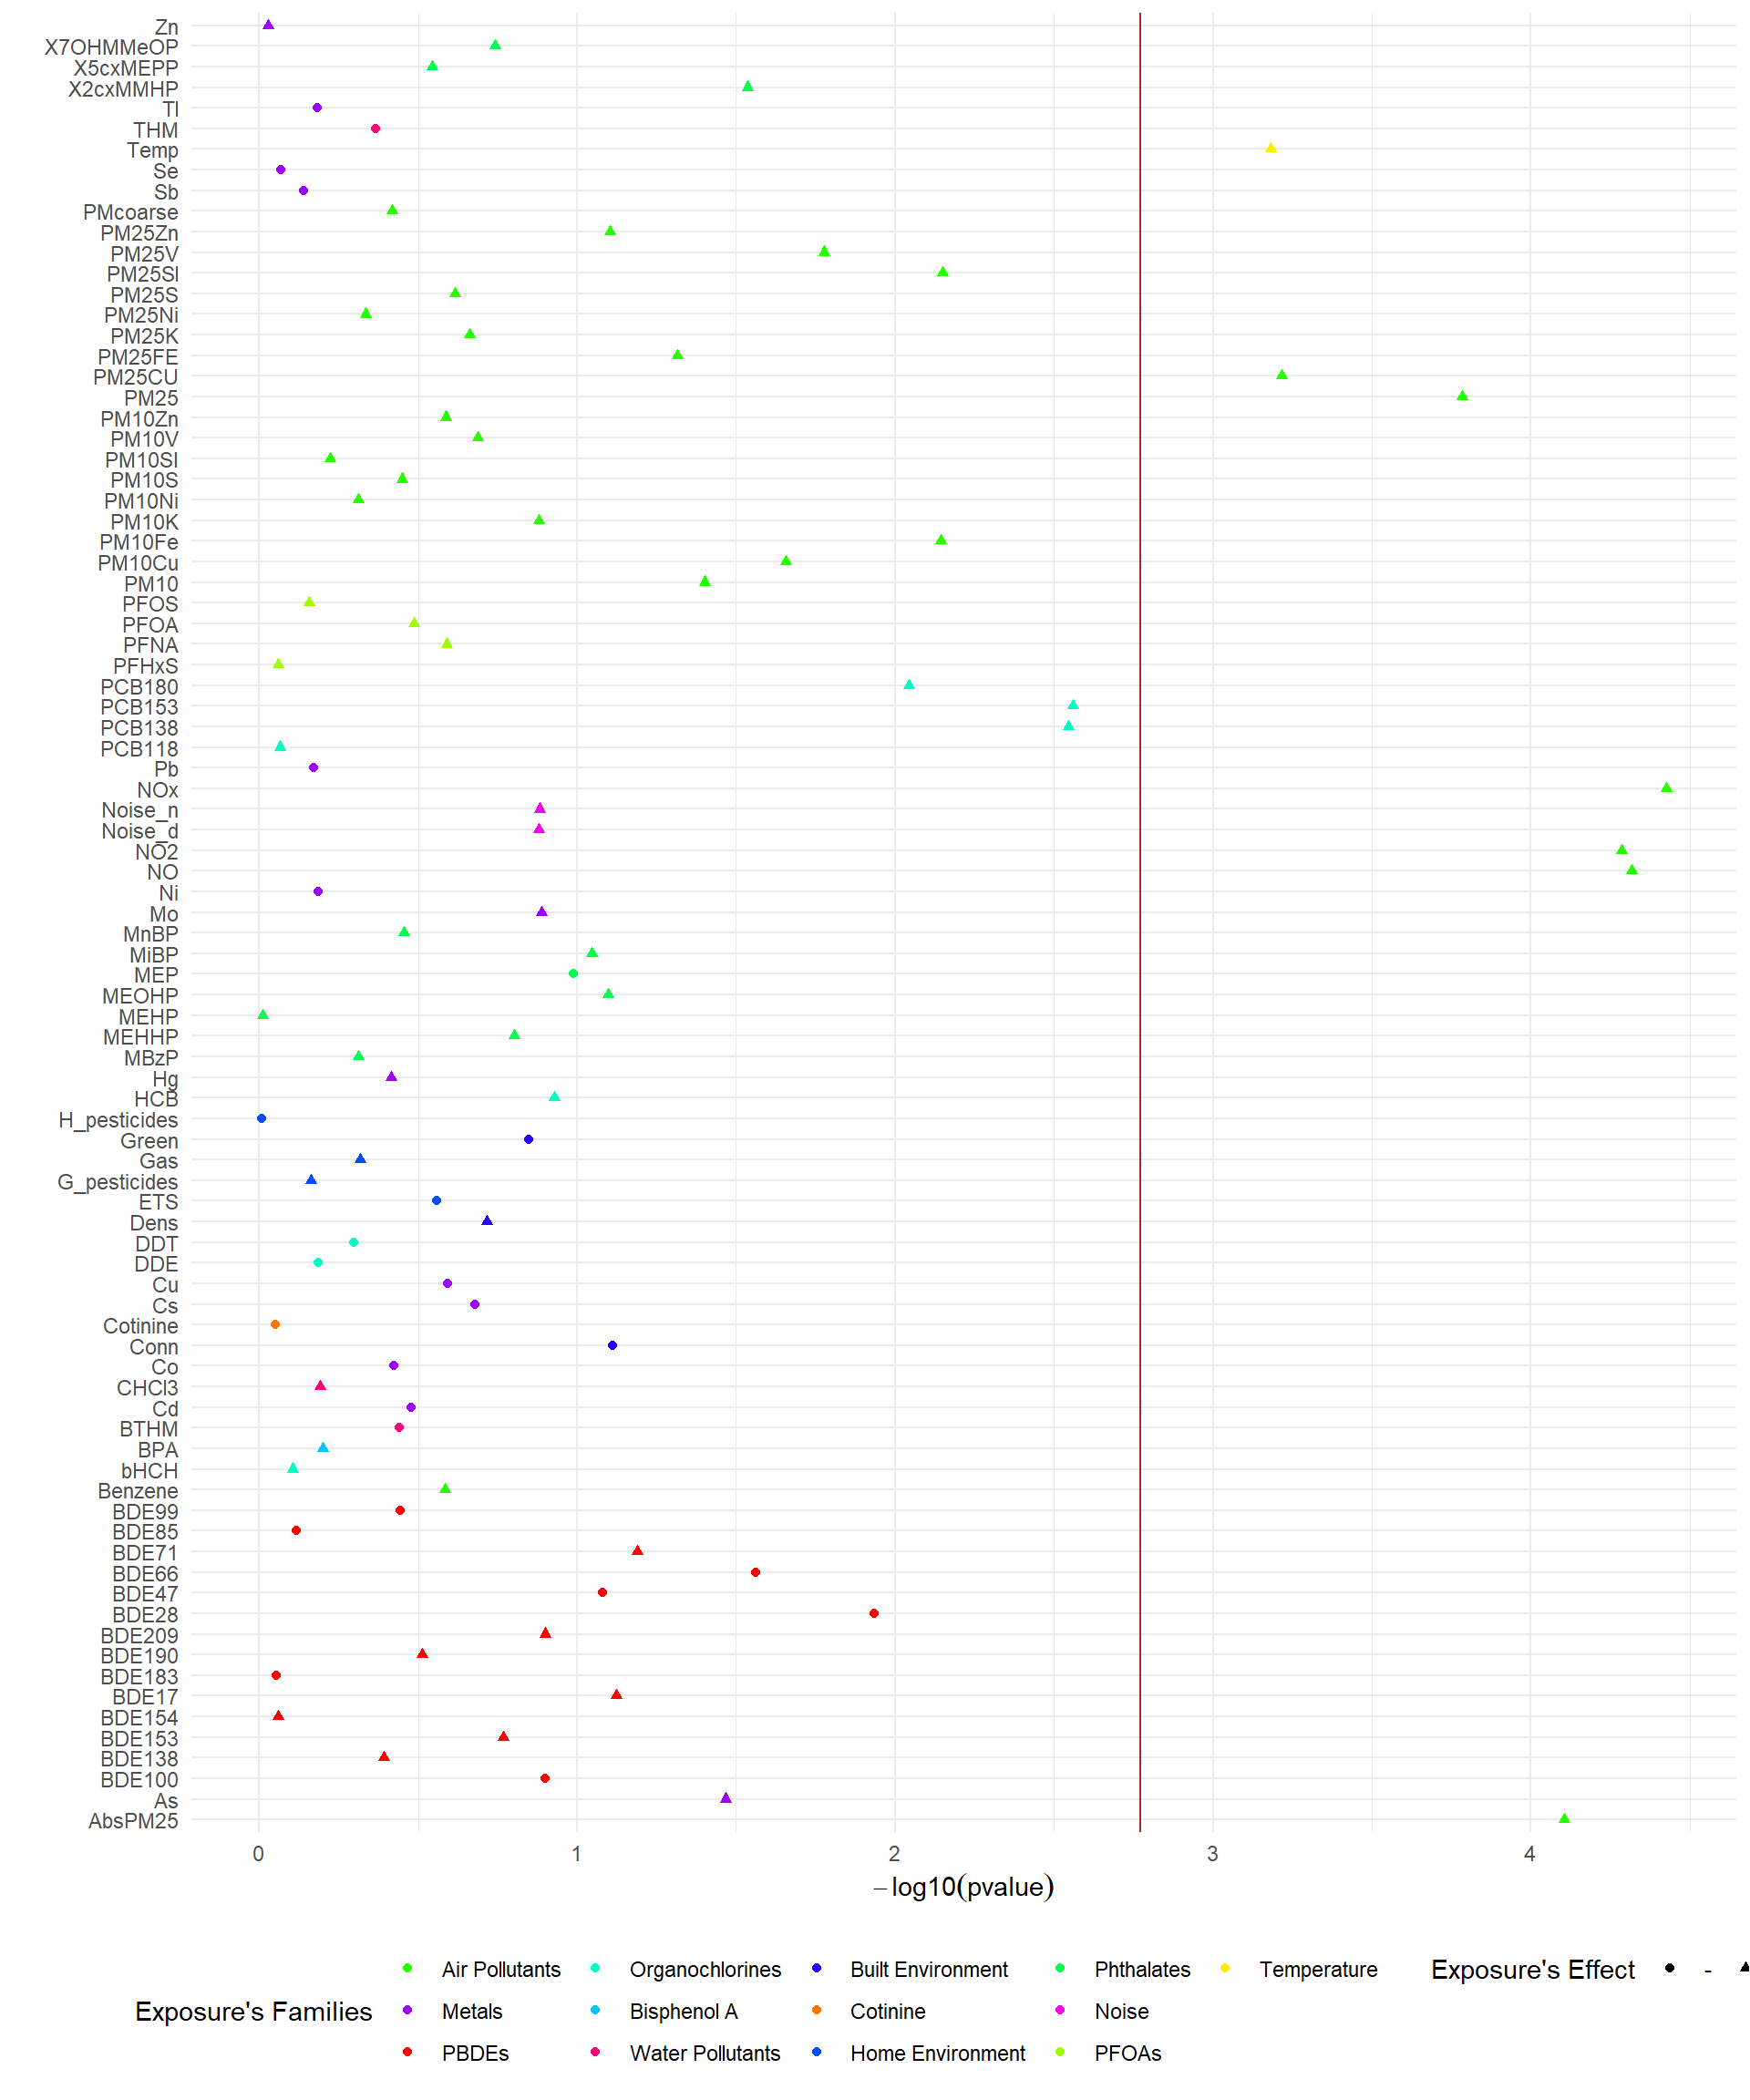 Zn
X7OHMMeOP
X5cxMEPP
X2cxMMHP
Tl
THM
Temp
Se
Sb
PMcoarse
PM25Zn
PM25V
PM25SI
PM25S
PM25Ni
PM25K
PM25FE
PM25CU
PM25
PM10Zn
PM10V
PM10SI
PM10S
PM10Ni
PM10K
PM10Fe
PM10Cu
PM10
PFOS
PFOA
PFNA
PFHxS
PCB180
PCB153
PCB138
PCB118
Pb
NOx
Noise_n
Noise_d
NO2
NO
Ni
Mo
MnBP
MiBP
MEP
MEOHP
MEHP
MEHHP
MBzP
Hg
HCB
H_pesticides
Green
Gas
G_pesticides
ETS
Dens
DDT
DDE
Cu
Cs
Cotinine
Conn
Co
CHCl3
Cd
BTHM
BPA
bHCH
Benzene
BDE99
BDE85
BDE71
BDE66
BDE47
BDE28
BDE209
BDE190
BDE183
BDE17
BDE154
BDE153
BDE138
BDE100
As
AbsPM25
0 1 2 3 4
−log10(pvalue)
Air Pollutants Organochlorines Built Environment Phthalates Temperature Exposure's Effect -
Exposure's Families Metals Bisphenol A Cotinine Noise
PBDEs Water Pollutants Home Environment PFOAs